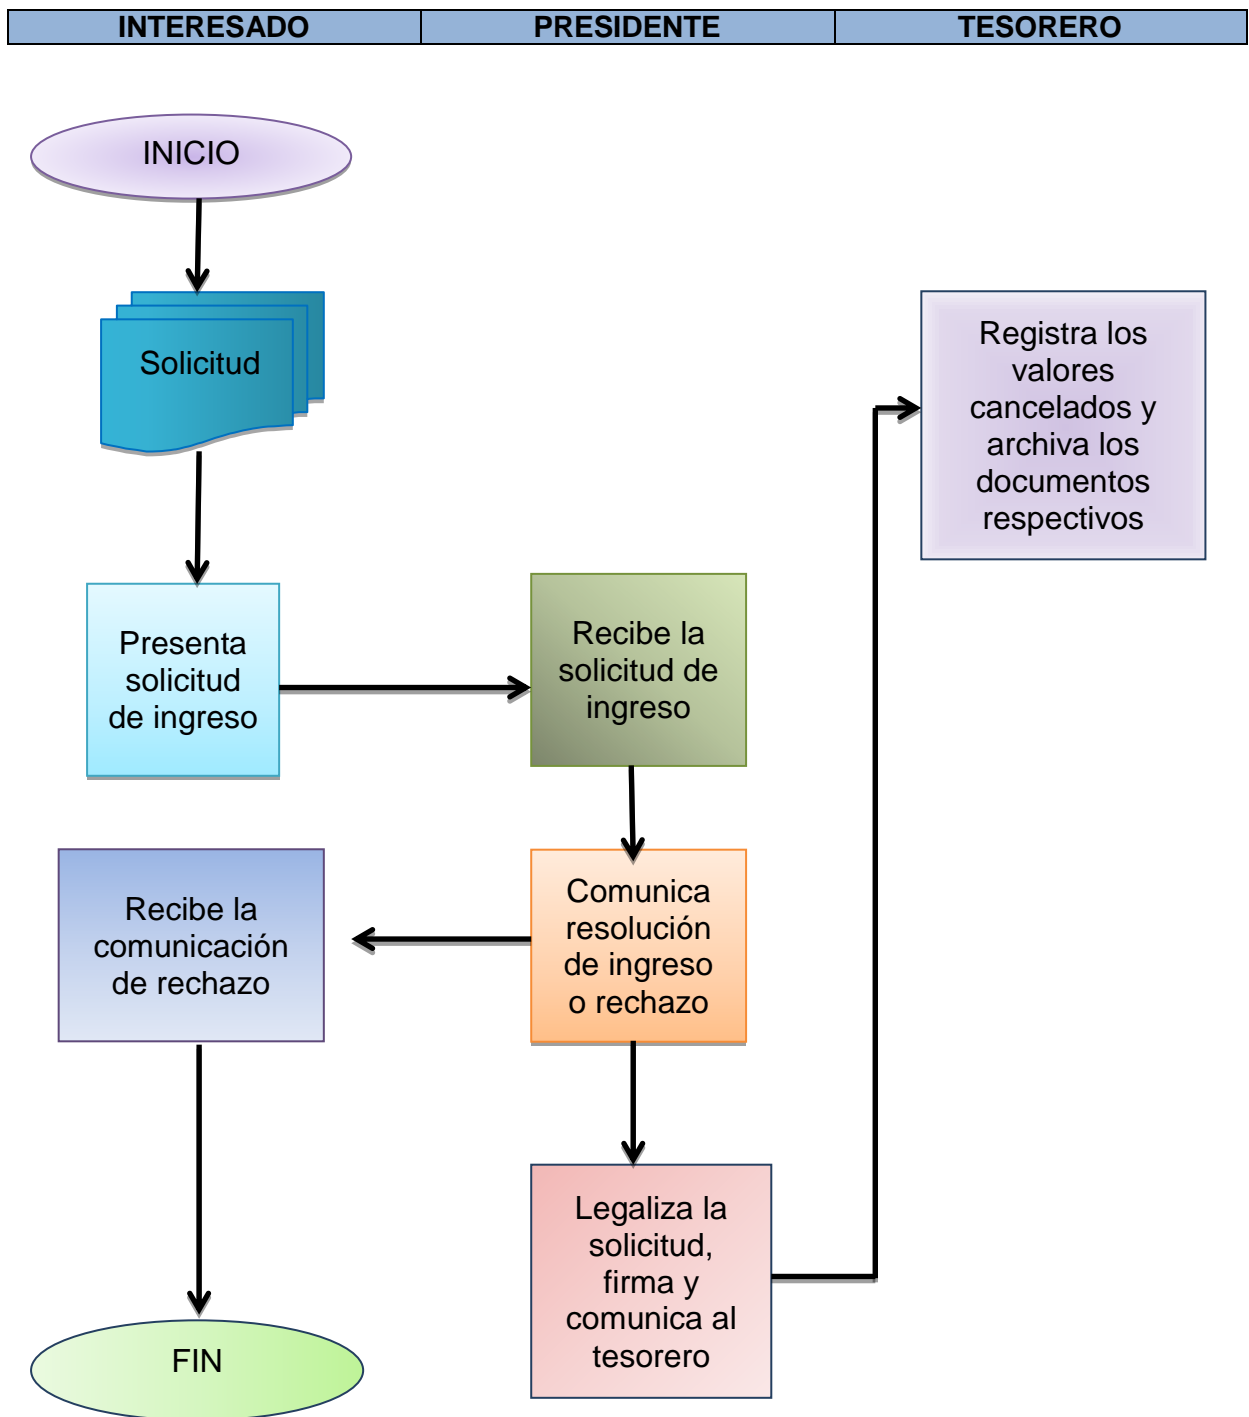 INTERESADO PRESIDENTE TESORERO
INICIO
Solicitud
Presenta
solicitud
de ingreso
Recibe la
solicitud de
ingreso
Comunica
resolución
de ingreso
o rechazo
Recibe la
comunicación
de rechazo
FIN
Legaliza la
solicitud,
firma y
comunica al
tesorero
Registra los
valores
cancelados y
archiva los
documentos
respectivos